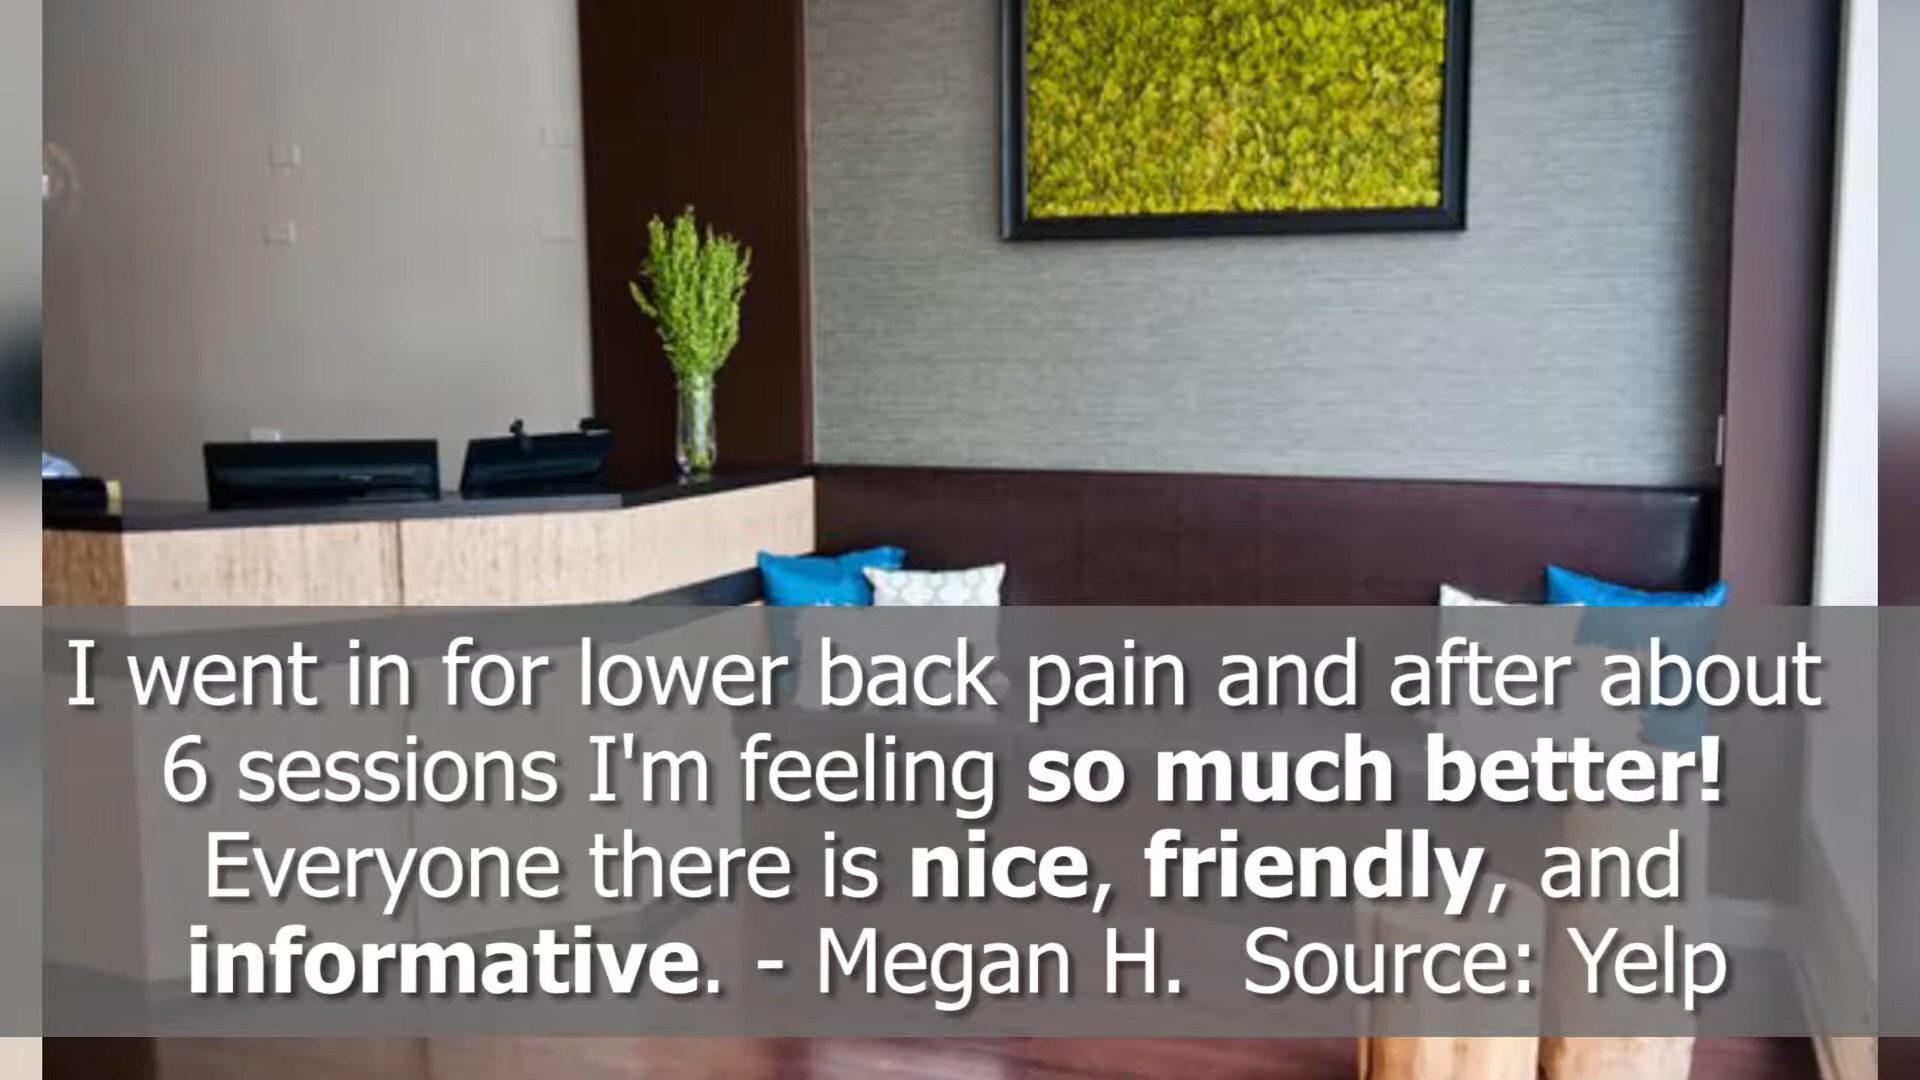 I went in for lower back pain and after about
6 sessions I'm feeling so much better!
Everyone there is nice, friendly, and
informative. - Megan H.  Source: Yelp